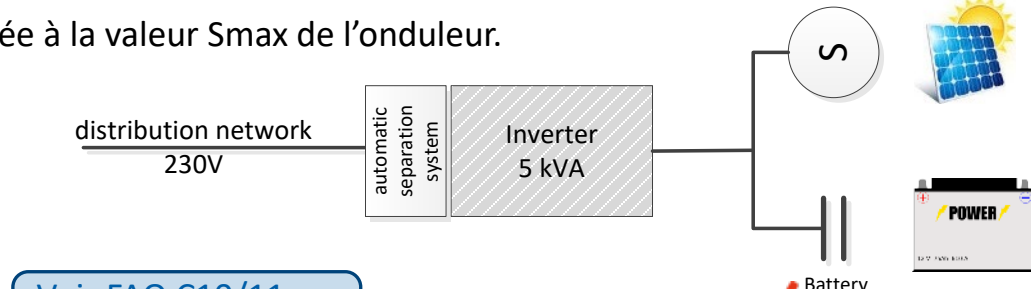 ée à la valeur Smax de l'onduleur.
distribution network
230V
automatic
separation
system
Inverter
5 kVA
S
POWER
Battery